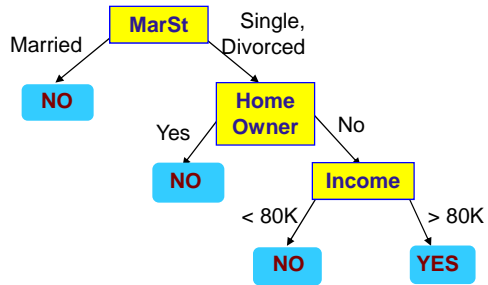 MarSt
Single,
Divorced
Married
NO
Home
Owner
Yes
No
NO
Income
< 80K
> 80K
NO
YES